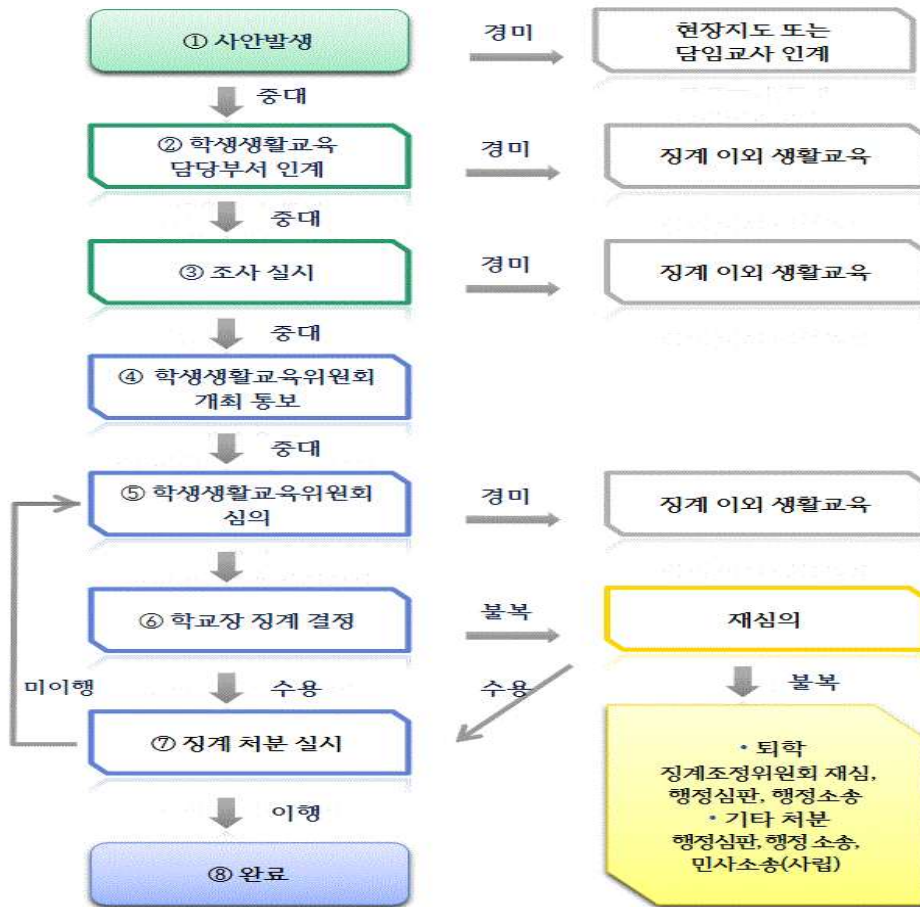 ① 사안발생
경미
현장지도 또는
담임교사 인계
중대
② 학생생활교육
담당부서 인계
경미
징계 이외 생활교육
중대
③ 조사 실시
경미
징계 이외 생활교육
중대
④ 학생생활교육위원회
개최 통보
중대
⑤ 학생생활교육위원회
심의
경미
징계 이외 생활교육
⑥ 학교장 징계 결정
불복
재심의
미이행
수용
수용
불복
⑦ 징계 처분 실시
• 퇴학
징계조정위원회 재심,
행정심판, 행정소송
• 기타 처분
행정심판, 행정 소송,
민사소송(사립)
이행
⑧ 완료